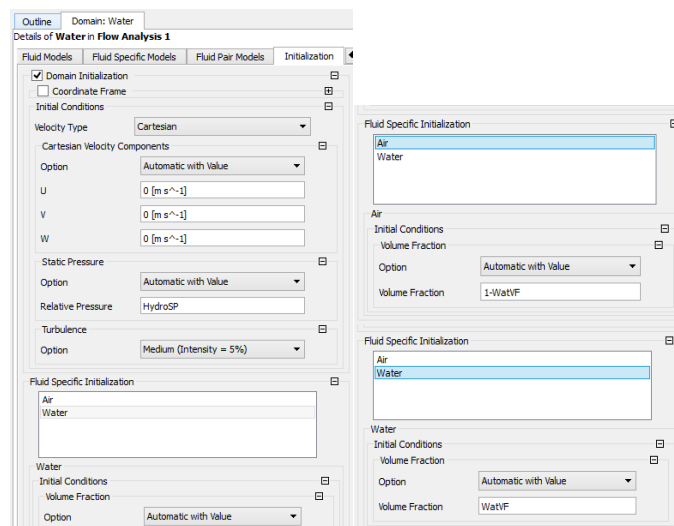 Outline Domain: Water
Details of Water in Flow Analysis 1
Fluid Models Fluid Specific Models Fluid Pair Models Initialization
Domain Initialization
Coordinate Frame
Initial Conditions
Velocity Type Cartesian
Cartesian Velocity Components
Option Automatic with Value
U 0 [m s^-1]
V 0 [m s^-1]
W 0 [m s^-1]
Static Pressure
Option Automatic with Value
Relative Pressure HydroSP
Turbulence
Option Medium (Intensity = 5%)
Fluid Specific Initialization
Air
Water
Water
Initial Conditions
Volume Fraction
Option Automatic with Value
Fluid Specific Initialization
Air
Water
Air
Initial Conditions
Volume Fraction
Option Automatic with Value
Volume Fraction 1-WatVF
Fluid Specific Initialization
Air
Water
Water
Initial Conditions
Volume Fraction
Option Automatic with Value
Volume Fraction WatVF